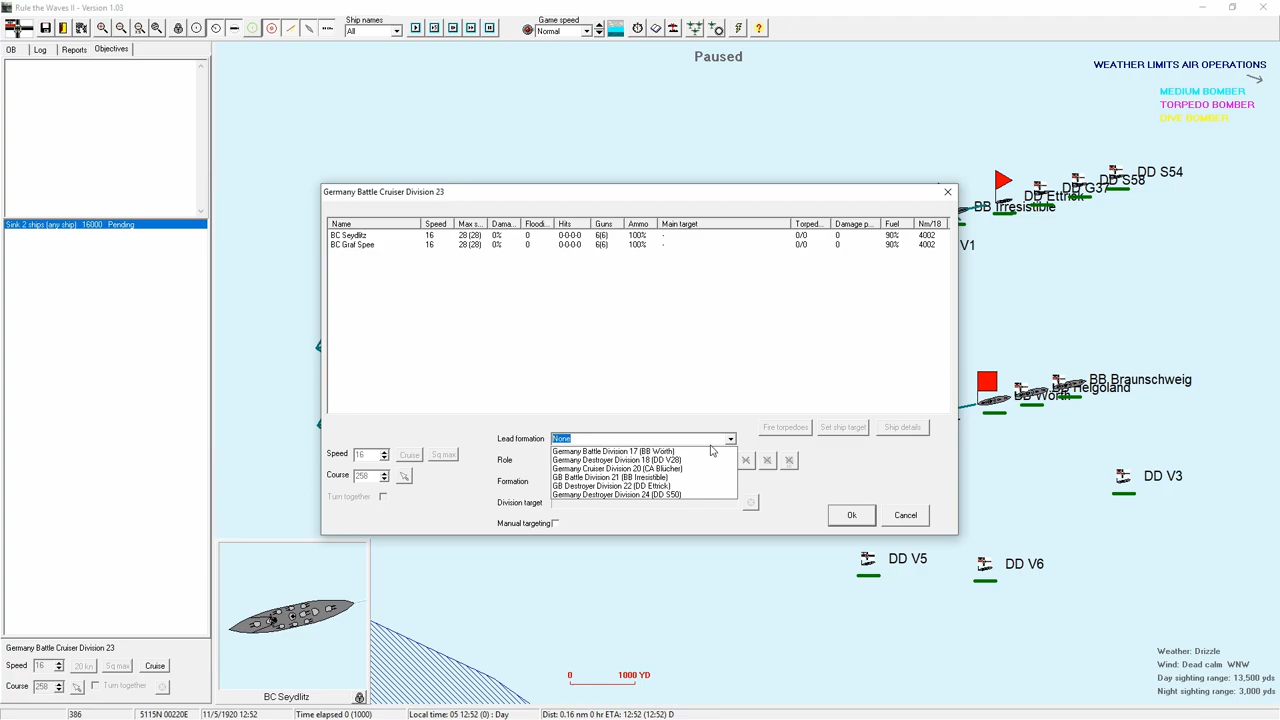 Rule the Waves II - Version 1.03
Ship names
All
Game speed
Normal
OB Log Reports Objectives
Paused
WEATHER LIMITS AIR OPERATIONS
MEDIUM BOMBER
TORPEDO BOMBER
DIVE BOMBER
Sink 2 ships (any ship) 16000 Pending
DD S54
DD S58
DD G37
DD Ettrick
BB Irresistible
V1
Germany Battle Cruiser Division 23
Name Speed Max s... Dama... Floodi... Hits Guns Ammo Main target Torped... Damage p... Fuel Nm/18
BC Seydlitz 16 28 (28) 0% 0 0-0-0-0 6(6) 100% - 0/0 0 90% 4002
BC Graf Spee 16 28 (28) 0% 0 0-0-0-0 6(6) 100% - 0/0 0 90% 4002
BB Braunschweig
BB Helgoland
BB Wörth
Lead formation None
Fire torpedoes Set ship target Ship details
Germany Battle Division 17 (BB Wörth)
Germany Destroyer Division 18 (DD V28)
Germany Cruiser Division 20 (CA Blücher)
GB Battle Division 21 (BB Irresistible)
GB Destroyer Division 22 (DD Ettrick)
Germany Destroyer Division 24 (DD S50)
Speed 16 Cruise Sq max
Role
Course 258
Formation
Turn together
Division target
Manual targeting
Ok Cancel
DD V3
DD V5
DD V6
Germany Battle Cruiser Division 23
Speed 16 20 kn Sq max Cruise
Course 258 Turn together
BC Seydlitz
0 1000 YD
Weather: Drizzle
Wind: Dead calm WNW
Day sighting range: 13,500 yds
Night sighting range: 3,000 yds
386 5115N 00220E 11/5/1920 12:52 Time elapsed 0 (1000) Local time: 05 12:52 (0) : Day Dist: 0.16 nm 0 hr ETA: 12:52 (12:52) D